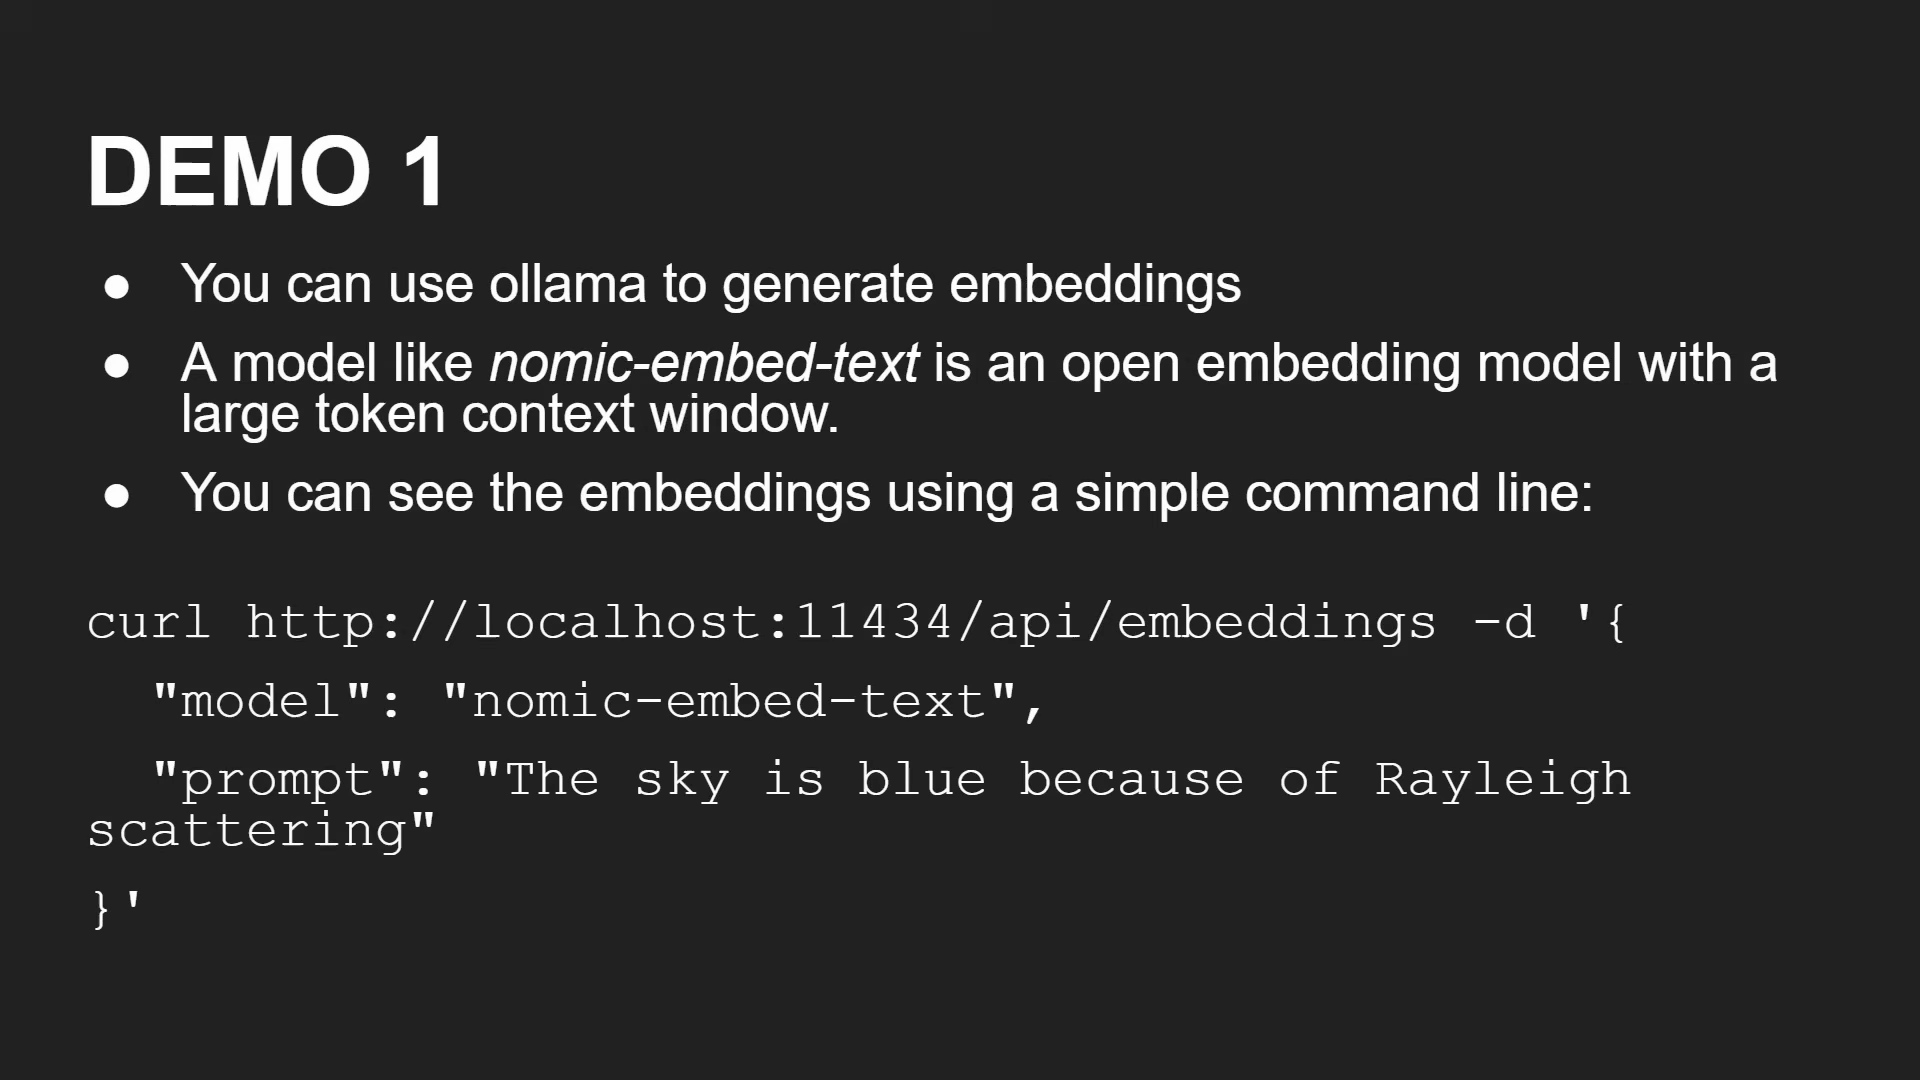 DEMO 1
● You can use ollama to generate embeddings
● A model like nomic-embed-text is an open embedding model with a
large token context window.
● You can see the embeddings using a simple command line:
curl http://localhost:11434/api/embeddings -d '{
  "model": "nomic-embed-text",
  "prompt": "The sky is blue because of Rayleigh
scattering"
}'